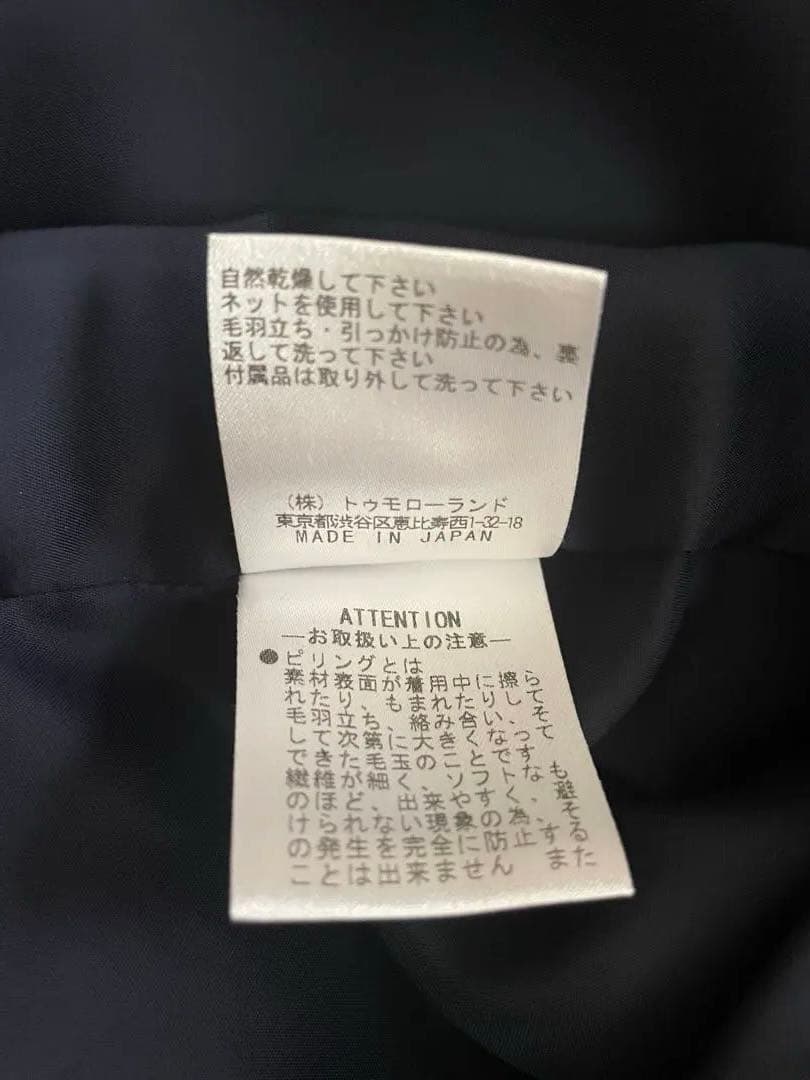 自然乾燥して下さい
ネットを使用して下さい
毛羽立ち・引っかけ防止の為、裏
返して洗って下さい
付属品は取り外して洗って下さい
（株）トゥモローランド
東京都渋谷区恵比寿西1-32-18
MADE IN JAPAN
ATTENTION
―お取扱い上の注意―
●ピリングとは
素材表面が着用中に擦ら
れたり、もまれたりして
毛羽立ち、絡み合い、そ
して次第に大きくなって
できた毛玉のことです
繊維が細く、ソフトなも
のほど、出来やすく、避
けられない現象の為、そ
の発生を完全に防止する
ことは出来ません　また